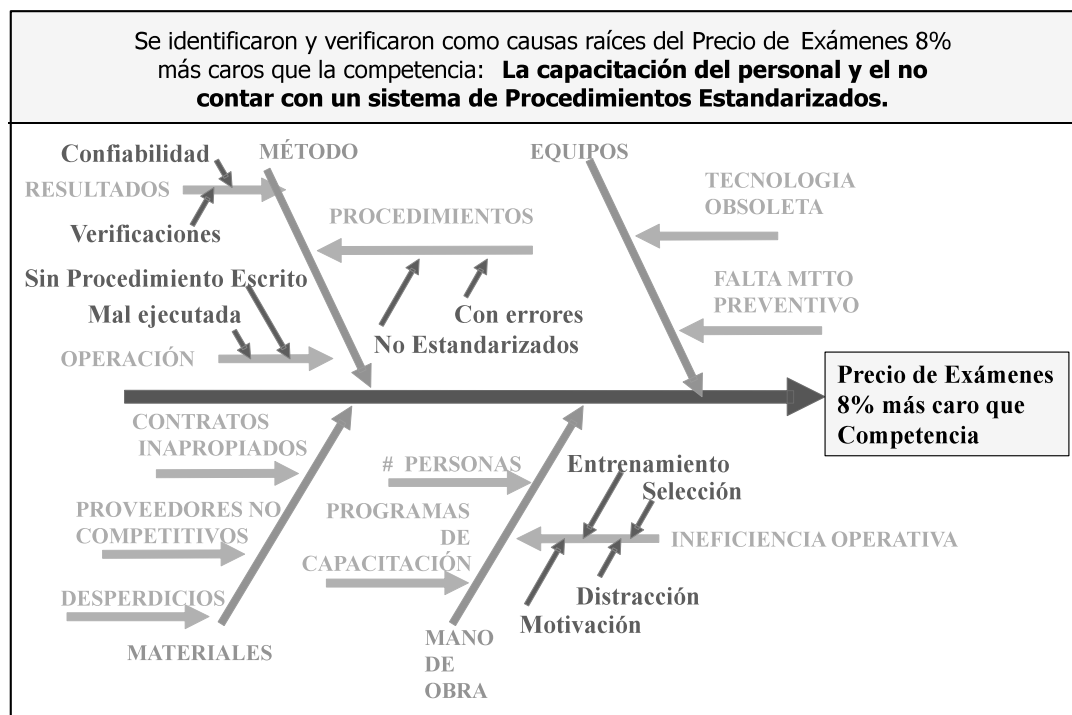 Se identificaron y verificaron como causas raíces del Precio de Exámenes 8%
más caros que la competencia: La capacitación del personal y el no
contar con un sistema de Procedimientos Estandarizados.
Confiabilidad
MÉTODO
RESULTADOS
Verificaciones
PROCEDIMIENTOS
Sin Procedimiento Escrito
Mal ejecutada
Con errores
No Estandarizados
OPERACIÓN
EQUIPOS
TECNOLOGIA
OBSOLETA
FALTA MTTO
PREVENTIVO
Precio de Exámenes
8% más caro que
Competencia
CONTRATOS
INAPROPIADOS
PROVEEDORES NO
COMPETITIVOS
DESPERDICIOS
MATERIALES
# PERSONAS
PROGRAMAS
DE
CAPACITACIÓN
MANO
DE
OBRA
Entrenamiento
Selección
INEFICIENCIA OPERATIVA
Distracción
Motivación